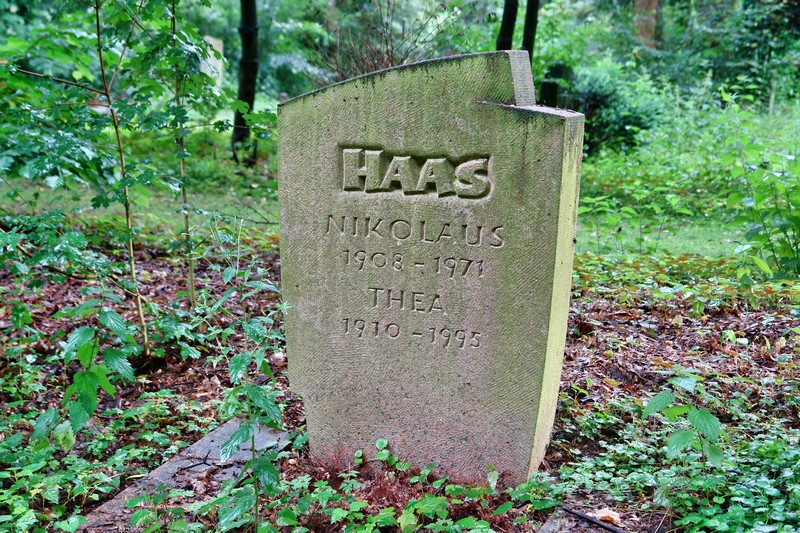 HAAS
NIKOLAUS
1908 - 1971
THEA
1910 - 1995